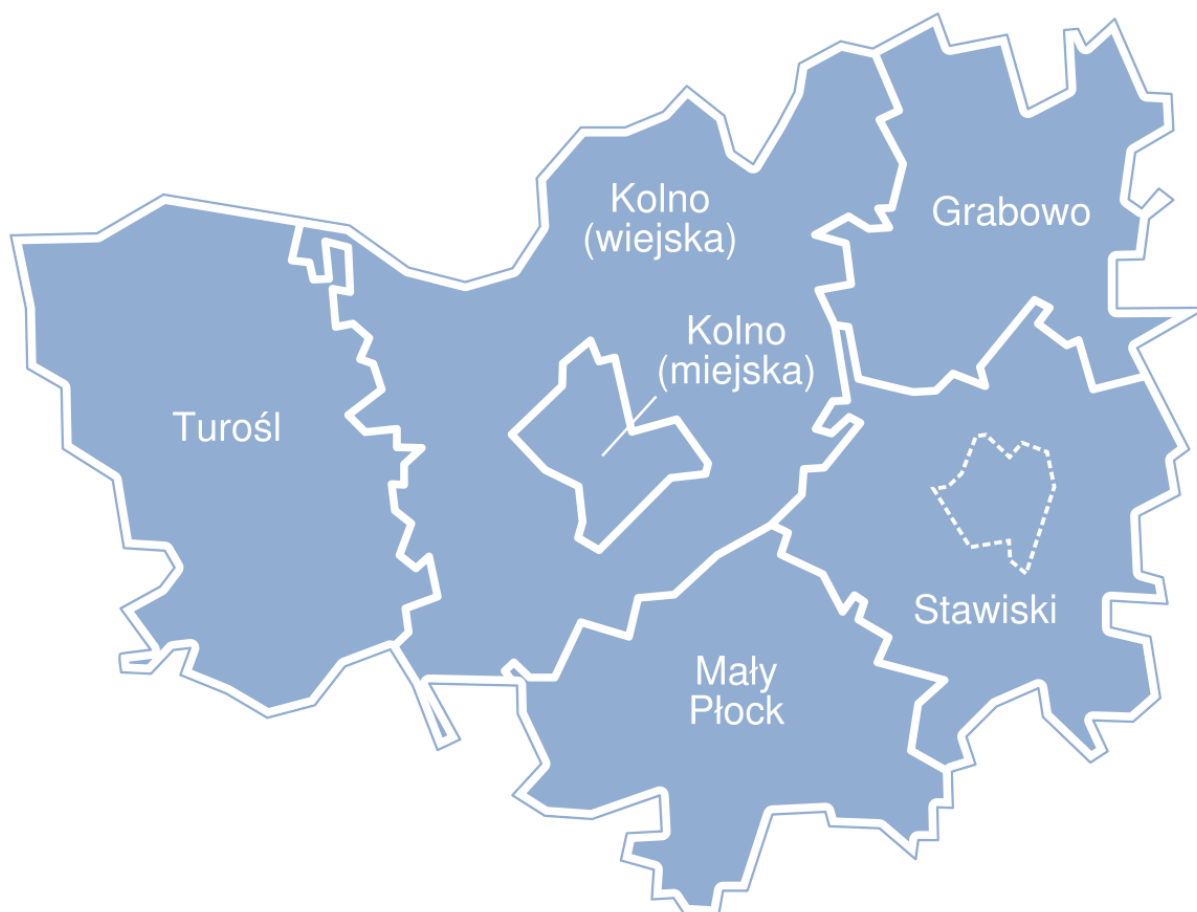 Kolno
(wiejska)
Grabowo
Kolno
(miejska)
Turośl
Stawiski
Mały
Płock